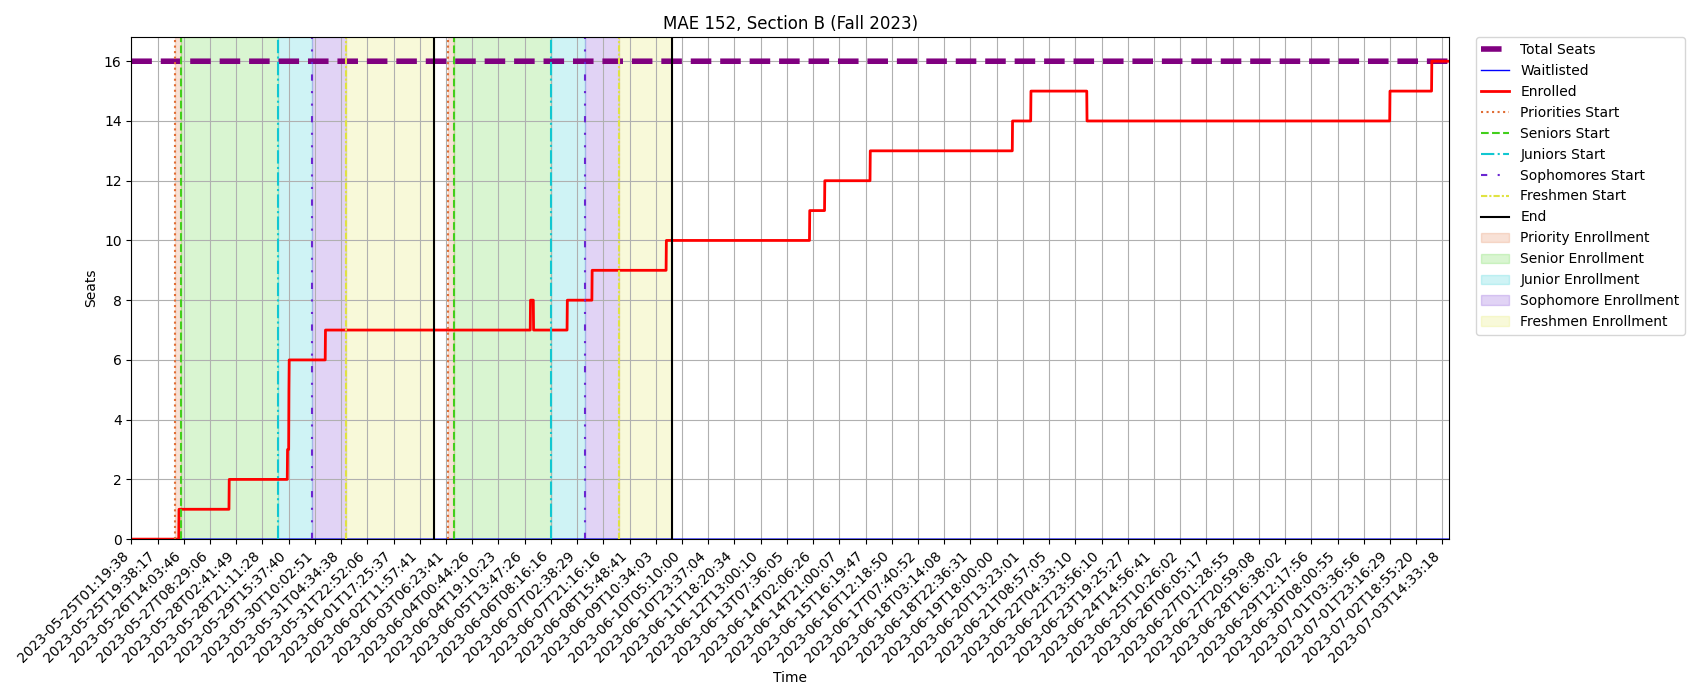 MAE 152, Section B (Fall 2023)
Seats
16
14
12
10
8
6
4
2
0
2023-05-25T01:19:38
2023-05-25T19:38:17
2023-05-26T14:03:46
2023-05-27T08:29:06
2023-05-28T02:41:49
2023-05-28T21:11:28
2023-05-29T15:37:40
2023-05-30T10:02:51
2023-05-31T04:34:38
2023-05-31T22:52:06
2023-06-01T17:25:37
2023-06-02T11:57:41
2023-06-03T06:23:41
2023-06-04T00:44:26
2023-06-04T19:10:23
2023-06-05T13:47:26
2023-06-06T08:16:16
2023-06-07T02:38:29
2023-06-07T21:16:16
2023-06-08T15:48:41
2023-06-09T10:34:03
2023-06-10T05:10:00
2023-06-10T23:37:04
2023-06-11T18:20:34
2023-06-12T13:00:10
2023-06-13T07:36:05
2023-06-14T02:06:26
2023-06-14T21:00:07
2023-06-15T16:19:47
2023-06-16T12:18:50
2023-06-17T07:40:52
2023-06-18T03:14:08
2023-06-18T22:36:31
2023-06-19T18:00:00
2023-06-20T13:23:01
2023-06-21T08:57:05
2023-06-22T04:33:10
2023-06-22T23:56:10
2023-06-23T19:25:27
2023-06-24T14:56:41
2023-06-25T10:26:02
2023-06-26T06:05:17
2023-06-27T01:28:55
2023-06-27T20:59:08
2023-06-28T16:38:02
2023-06-29T12:17:56
2023-06-30T08:00:55
2023-07-01T03:36:56
2023-07-01T23:16:29
2023-07-02T18:55:20
2023-07-03T14:33:18
Time
Total Seats
Waitlisted
Enrolled
Priorities Start
Seniors Start
Juniors Start
Sophomores Start
Freshmen Start
End
Priority Enrollment
Senior Enrollment
Junior Enrollment
Sophomore Enrollment
Freshmen Enrollment